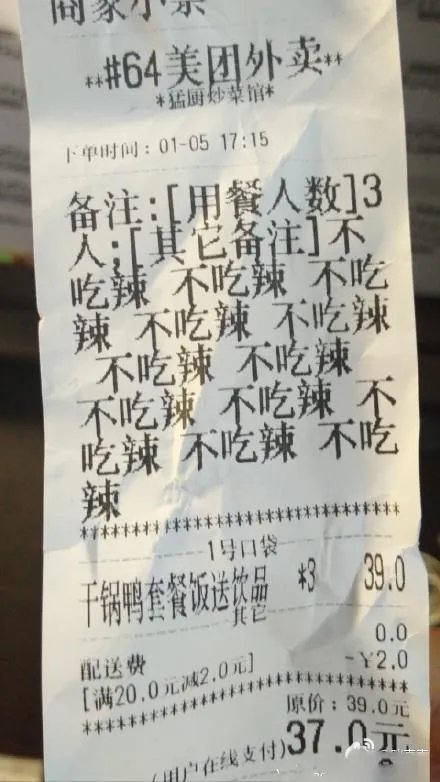 商家小票
**#64美团外卖**
*猛厨炒菜馆*
下单时间：01-05 17:15
备注:[用餐人数]3
人;[其它备注]不
吃辣 不吃辣 不吃
辣 不吃辣 不吃辣
不吃辣 不吃辣
不吃辣 不吃辣 不
吃辣 不吃辣 不吃
辣
********************************
1号口袋
干锅鸭套餐饭送饮品 *3 39.0
其它
0.0
配送费
[满20.0元减2.0元] -￥2.0
********************************
原价：39.0元
(用户在线支付)37.0元